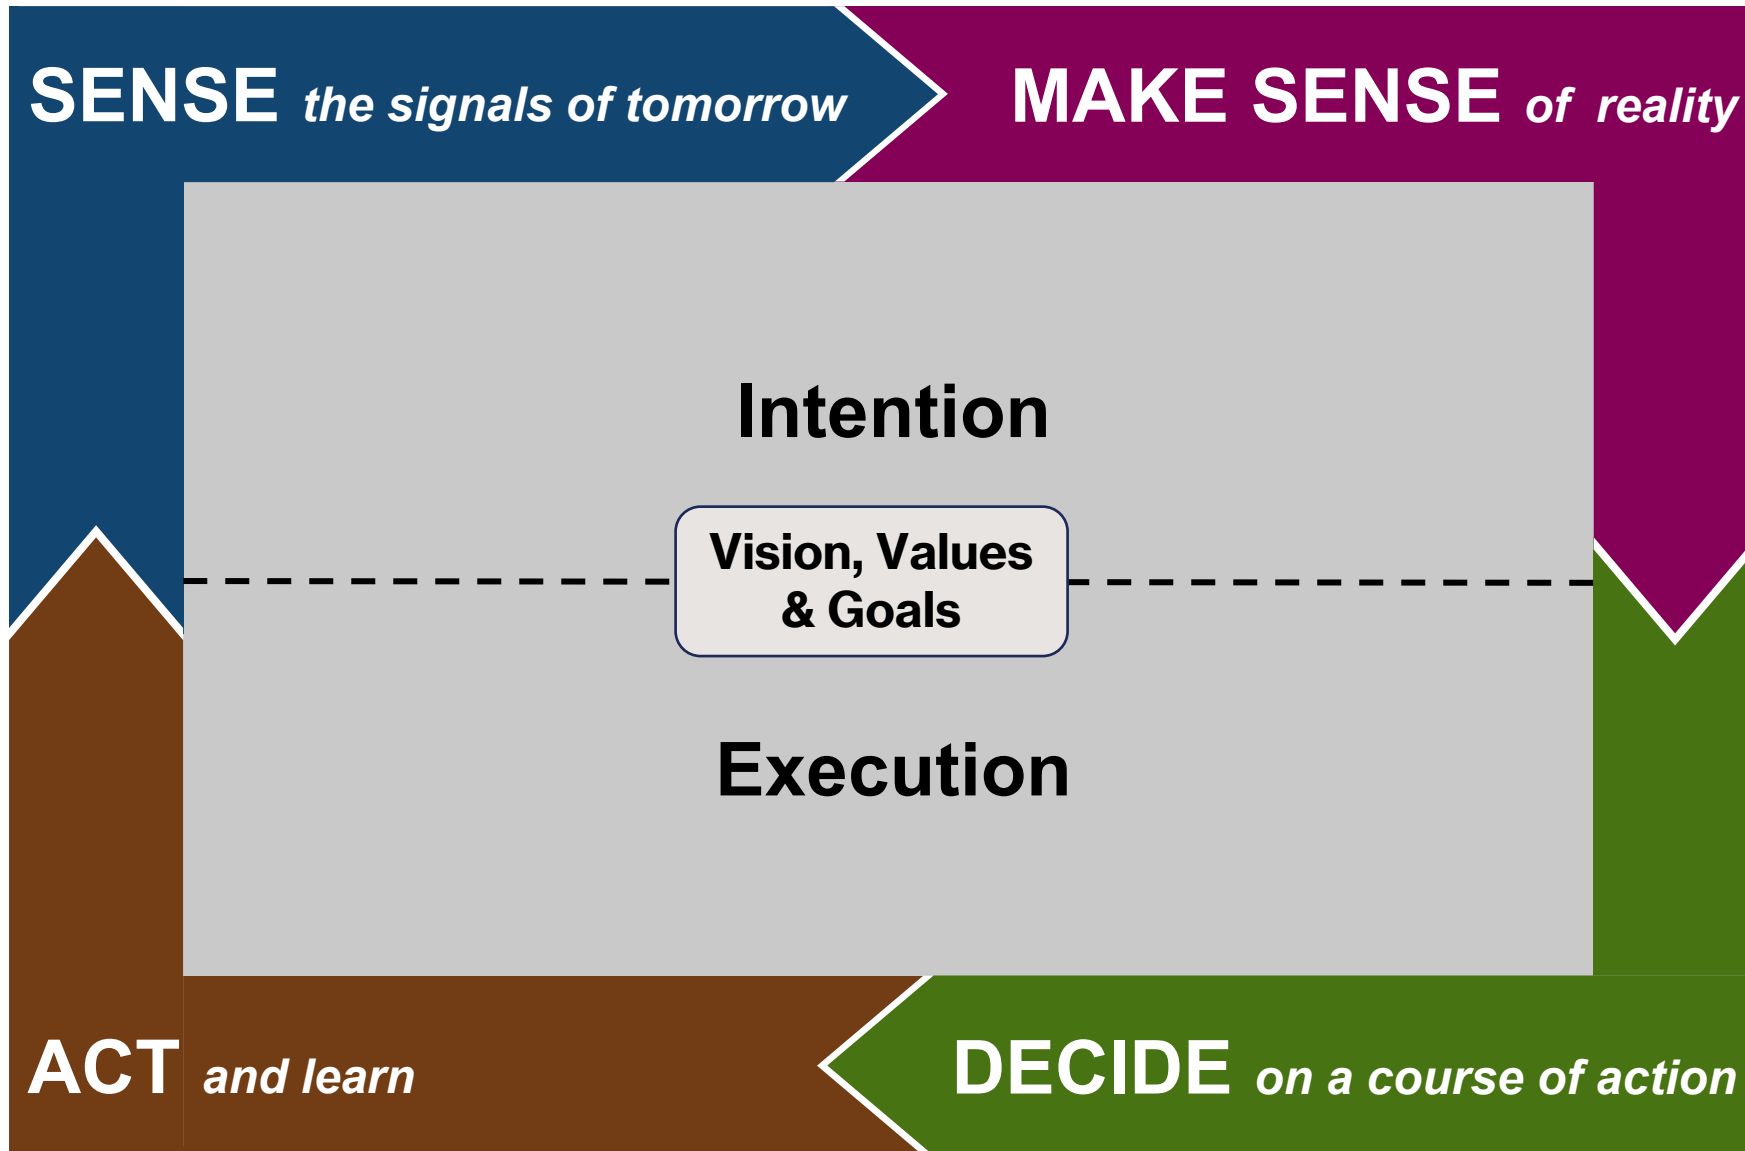 SENSE the signals of tomorrow
MAKE SENSE of reality
Intention
Vision, Values
& Goals
Execution
ACT and learn
DECIDE on a course of action